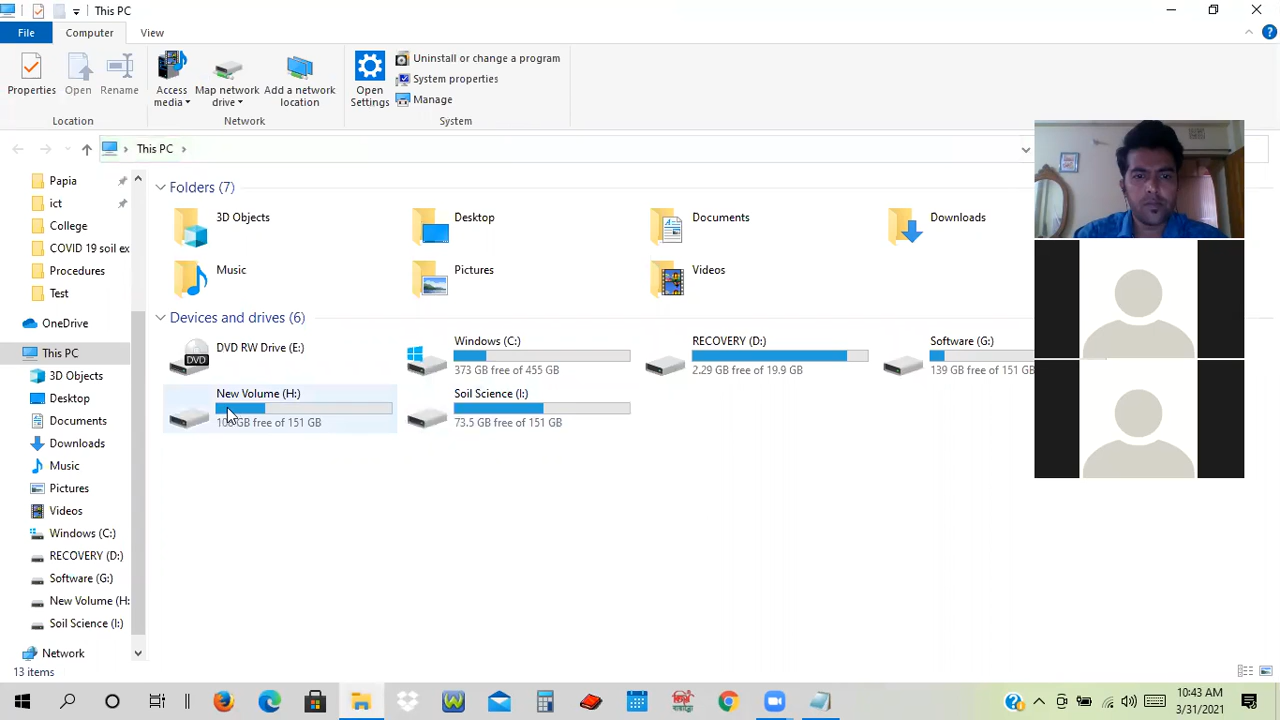 This PC
File Computer View
Properties Open Rename Access media Map network drive Add a network location Open Settings Uninstall or change a program System properties Manage
Location Network System
This PC
Papia
ict
College
COVID 19 soil ex
Procedures
Test
OneDrive
This PC
3D Objects
Desktop
Documents
Downloads
Music
Pictures
Videos
Windows (C:)
RECOVERY (D:)
Software (G:)
New Volume (H:
Soil Science (I:)
Network
Folders (7)
3D Objects Desktop Documents Downloads
Music Pictures Videos
Devices and drives (6)
DVD RW Drive (E:)
DVD
Windows (C:)
373 GB free of 455 GB
RECOVERY (D:)
2.29 GB free of 19.9 GB
Software (G:)
139 GB free of 151 G
New Volume (H:)
GB free of 151 GB
Soil Science (I:)
73.5 GB free of 151 GB
13 items
10:43 AM
3/31/2021